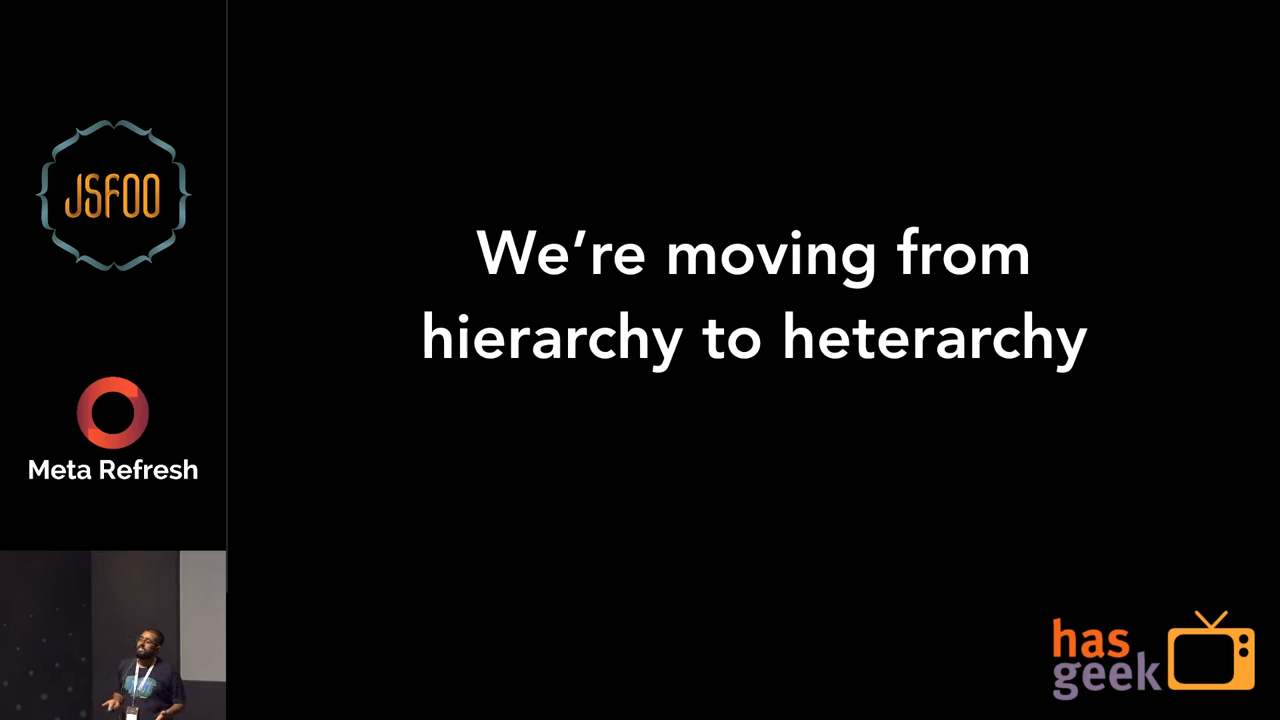 JSFOO
Meta Refresh
We’re moving from
hierarchy to heterarchy
has
geek